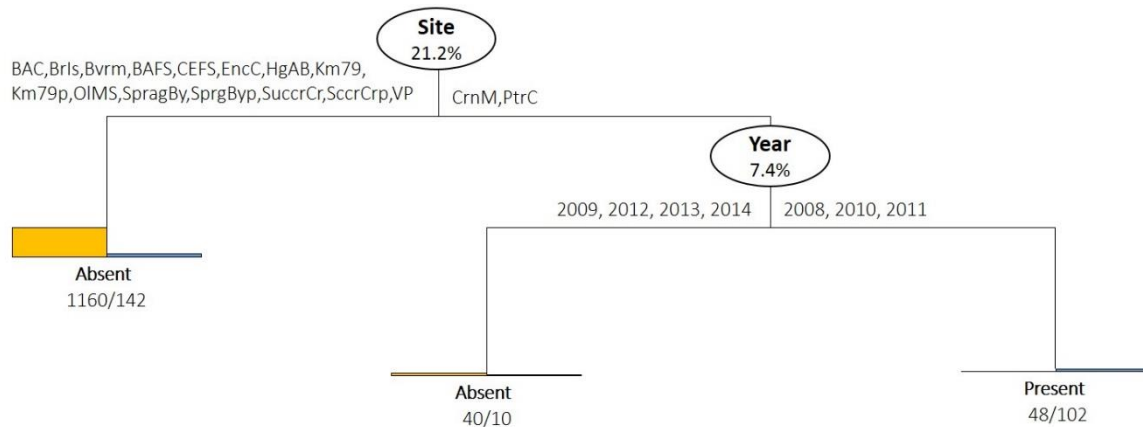 Site
21.2%
BAC,Brls,Bvrm,BAFS,CEFS,EncC,HgAB,Km79,
Km79p,OlMS,SpragBy,SprgByp,SuccrCr,SccrCrp,VP
CrnM,PtrC
Year
7.4%
2009, 2012, 2013, 2014
2008, 2010, 2011
Absent
1160/142
Absent
40/10
Present
48/102